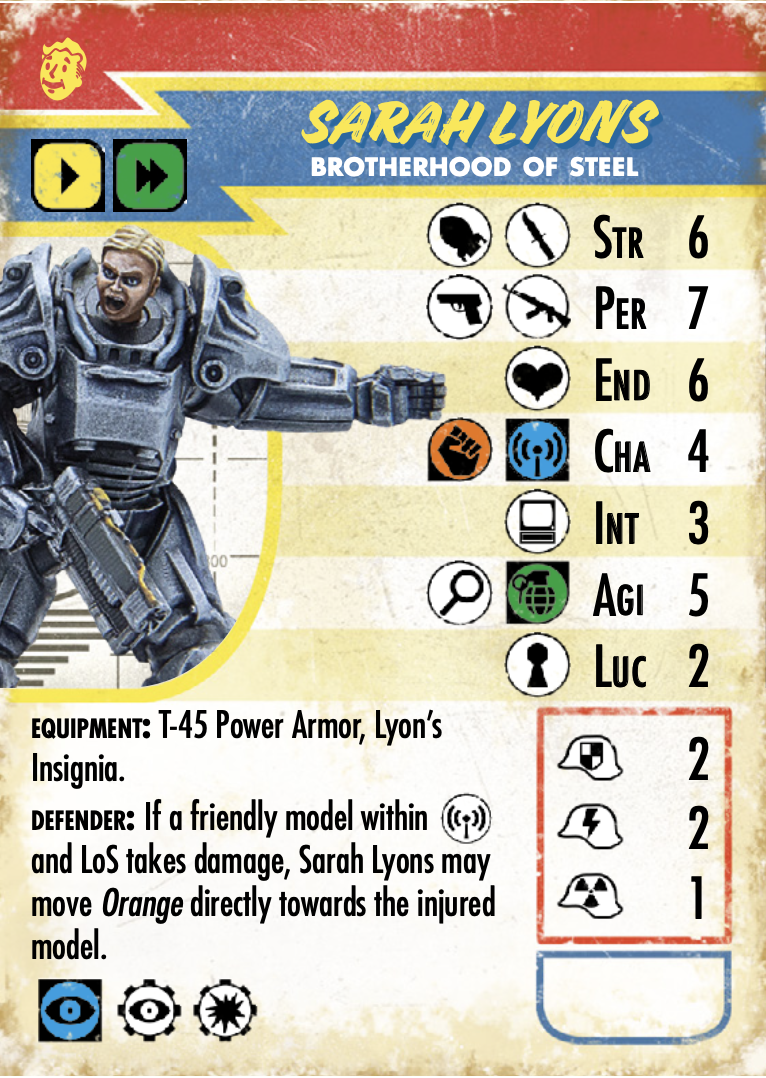 SARAH LYONS
BROTHERHOOD OF STEEL
STR 6
PER 7
END 6
CHA 4
INT 3
AGI 5
LUC 2
00
EQUIPMENT: T-45 Power Armor, Lyon's
Insignia.
DEFENDER: If a friendly model within
and LoS takes damage, Sarah Lyons may
move Orange directly towards the injured
model.
2
2
1